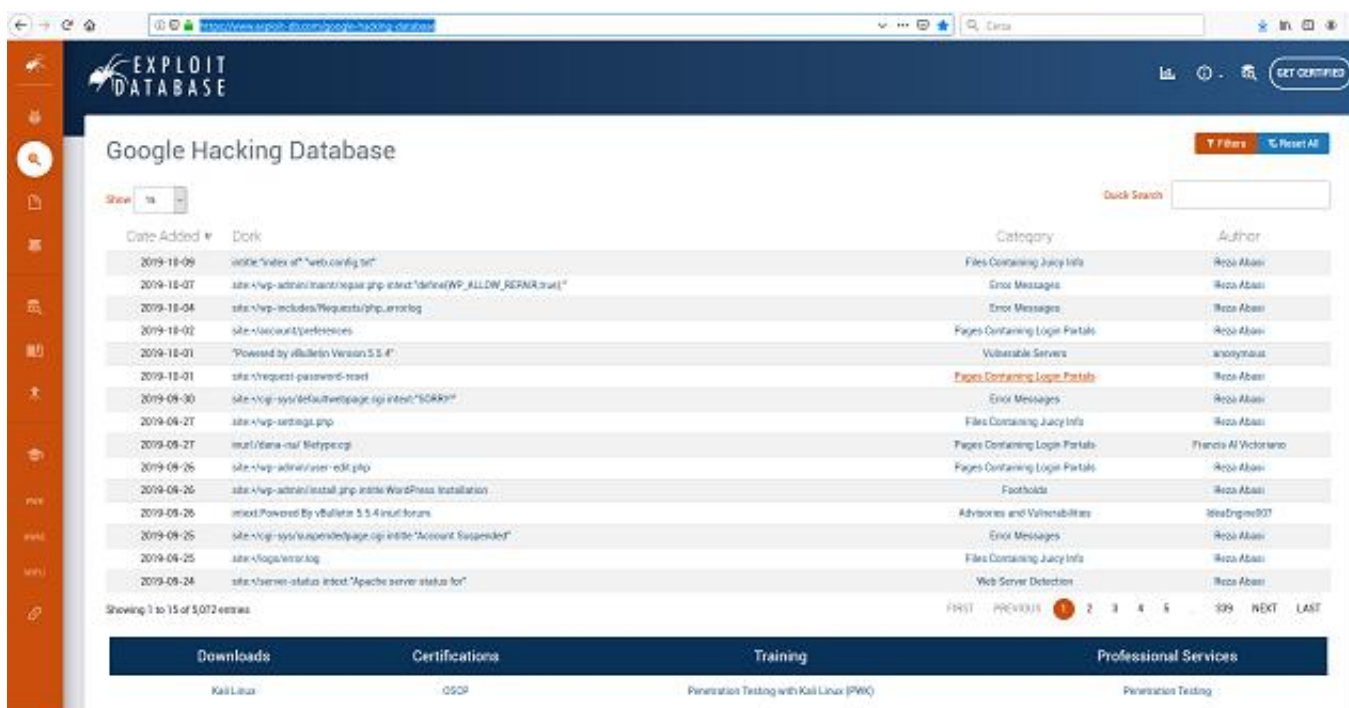 https://www.exploit-db.com/google-hacking-database
Cerca
EXPLOIT
DATABASE
GET CERTIFIED
Google Hacking Database
Filters
Reset All
Show 15
Quick Search
Date Added Dork Category Author
2019-10-09 intitle:"index of" "web.config.txt" Files Containing Juicy Info Reza Abasi
2019-10-07 site:*/wp-admin/maint/repair.php intext:"define(WP_ALLOW_REPAIR, true);" Error Messages Reza Abasi
2019-10-04 site:*/wp-includes/Requests/php_errorlog Error Messages Reza Abasi
2019-10-02 site:*/account/preferences Pages Containing Login Portals Reza Abasi
2019-10-01 "Powered by vBulletin Version 5.5.4" Vulnerable Servers anonymous
2019-10-01 site:*/request-password-reset Pages Containing Login Portals Reza Abasi
2019-09-30 site:*/cgi-sys/defaultwebpage.cgi intext:"SORRY!" Error Messages Reza Abasi
2019-09-27 site:*/wp-settings.php Files Containing Juicy Info Reza Abasi
2019-09-27 inurl:/dana-na/ filetype:cgi Pages Containing Login Portals Francis Al Victoriano
2019-09-26 site:*/wp-admin/user-edit.php Pages Containing Login Portals Reza Abasi
2019-09-26 site:*/wp-admin/install.php intitle:WordPress Installation Footholds Reza Abasi
2019-09-26 intext:Powered By vBulletin 5.5.4 inurl:forum Advisories and Vulnerabilities IdeaEngine007
2019-09-25 site:*/cgi-sys/suspendedpage.cgi intitle:"Account Suspended" Error Messages Reza Abasi
2019-09-25 site:*/logs/error.log Files Containing Juicy Info Reza Abasi
2019-09-24 site:*/server-status intext:"Apache server status for" Web Server Detection Reza Abasi
Showing 1 to 15 of 5,072 entries
FIRST PREVIOUS 1 2 3 4 5 … 339 NEXT LAST
Downloads Certifications Training Professional Services
Kali Linux OSCP Penetration Testing with Kali Linux (PWK) Penetration Testing